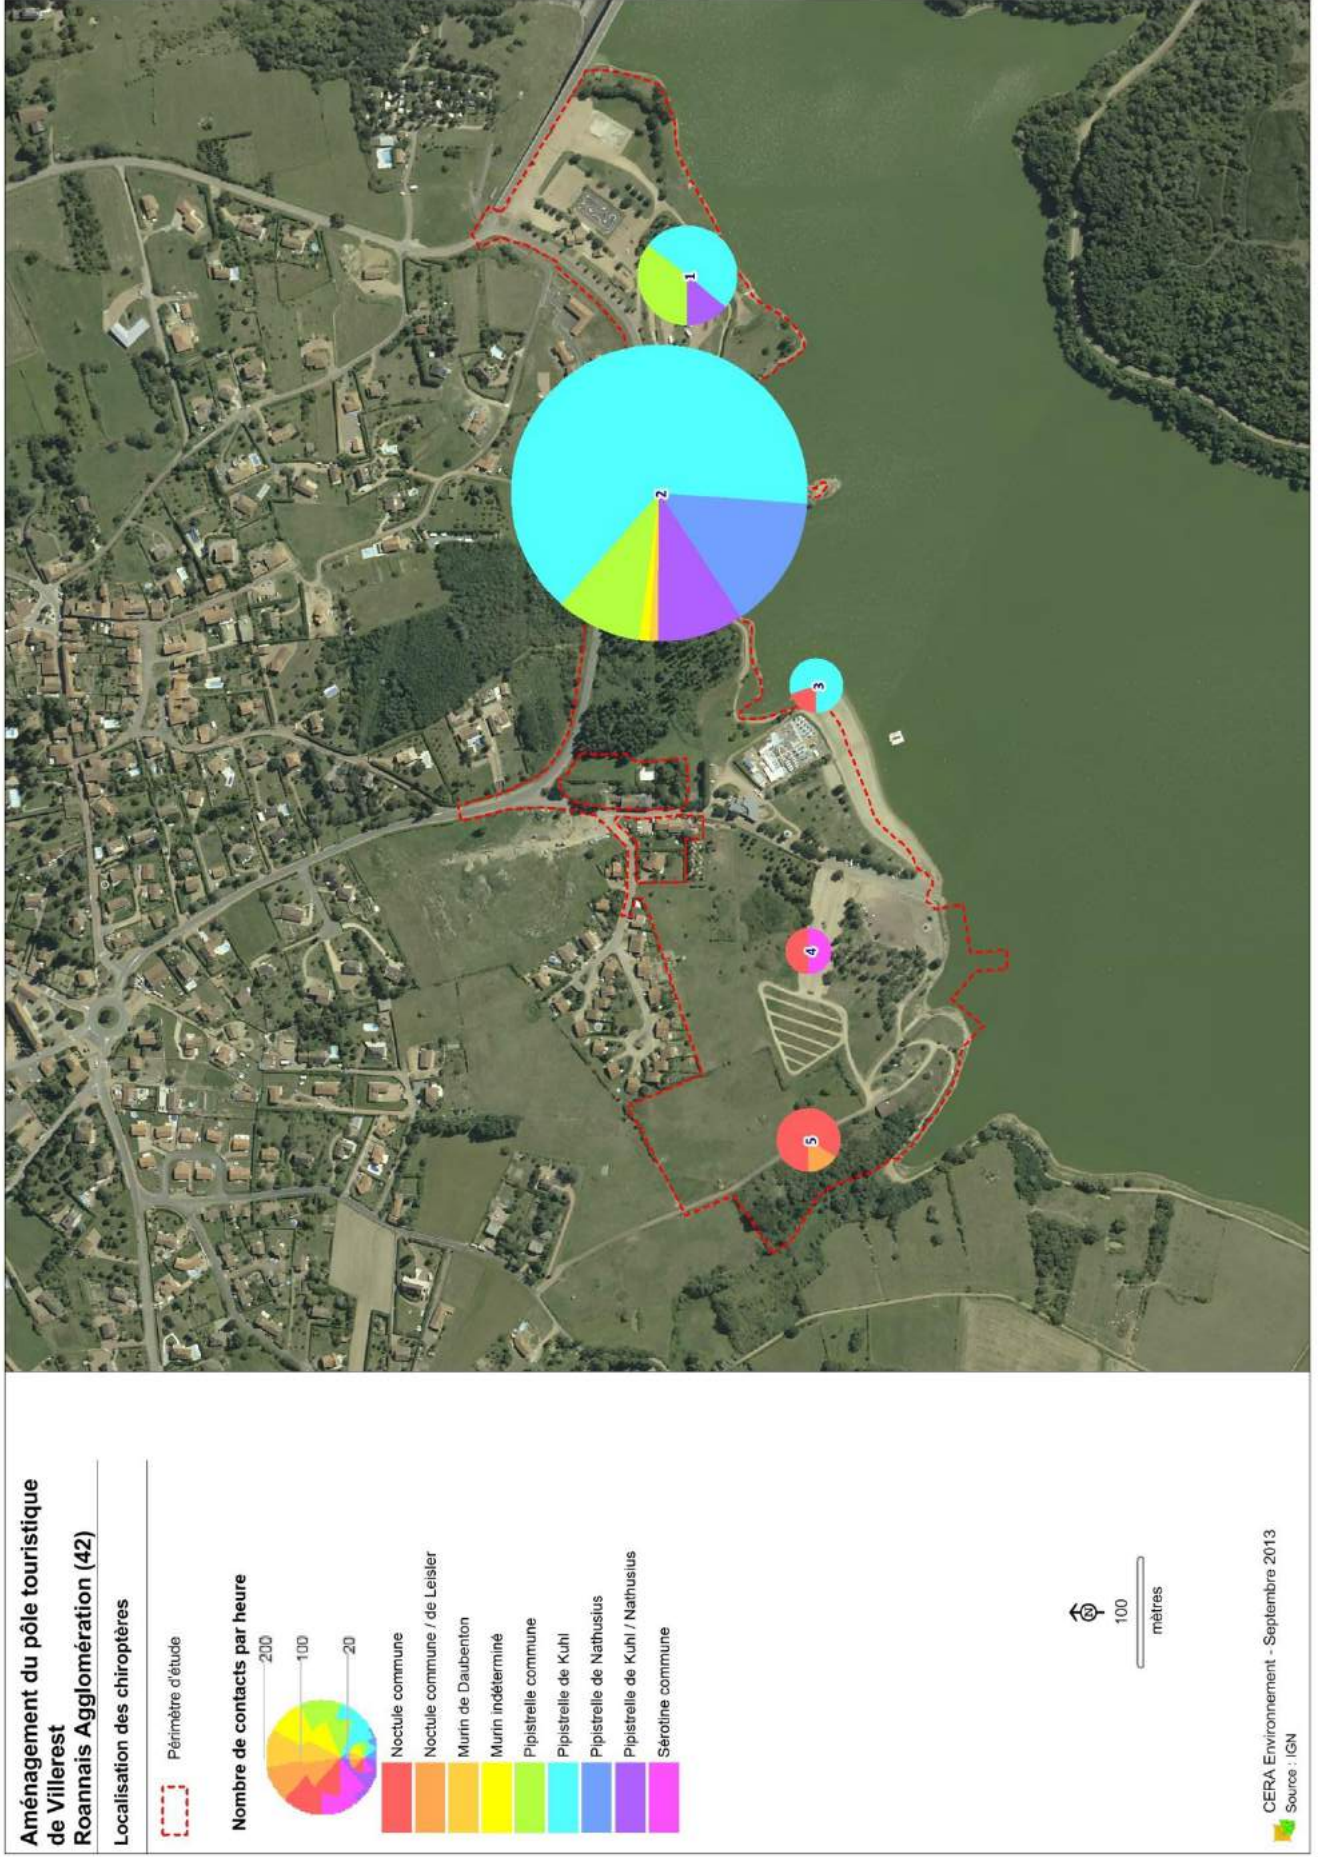 Aménagement du pôle touristique
de Villerest
Roannais Agglomération (42)
Localisation des chiroptères
Périmètre d'étude
Nombre de contacts par heure
200
100
20
Noctule commune
Noctule commune / de Leisler
Murin de Daubenton
Murin indéterminé
Pipistrelle commune
Pipistrelle de Kuhl
Pipistrelle de Nathusius
Pipistrelle de Kuhl / Nathusius
Sérotine commune
N
100
mètres
CERA Environnement - Septembre 2013
Source : IGN
5
4
3
2
1